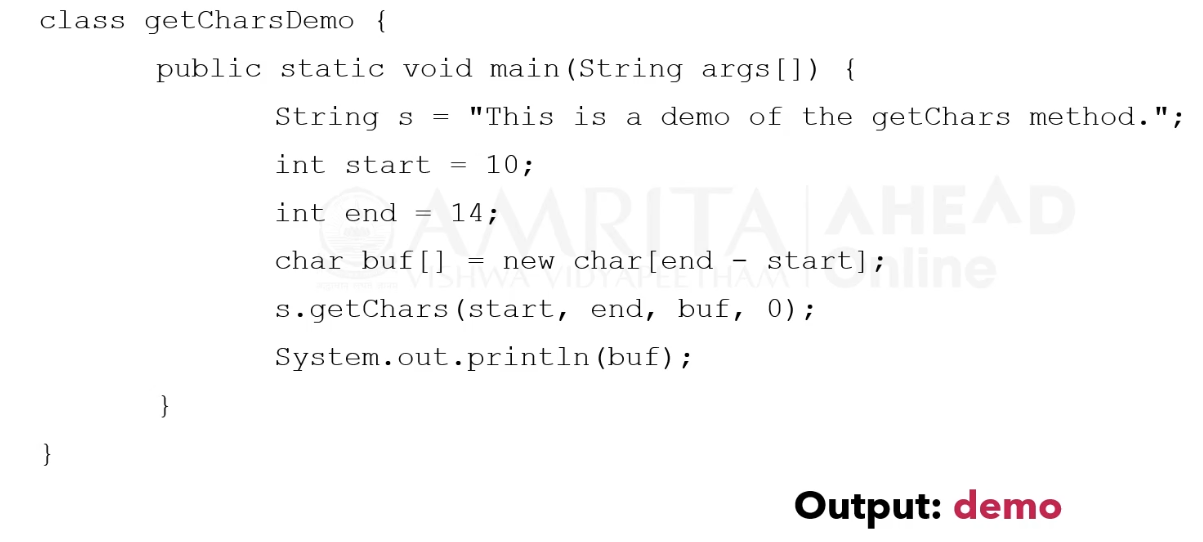 class getCharsDemo {
public static void main(String args[]) {
String s = "This is a demo of the getChars method.";
int start = 10;
int end = 14;
char buf[] = new char[end - start];
s.getChars(start, end, buf, 0);
System.out.println(buf);
}
}
AMRITA
VISHWA VIDYAPEETHAM
AHEAD
Online
Output: demo